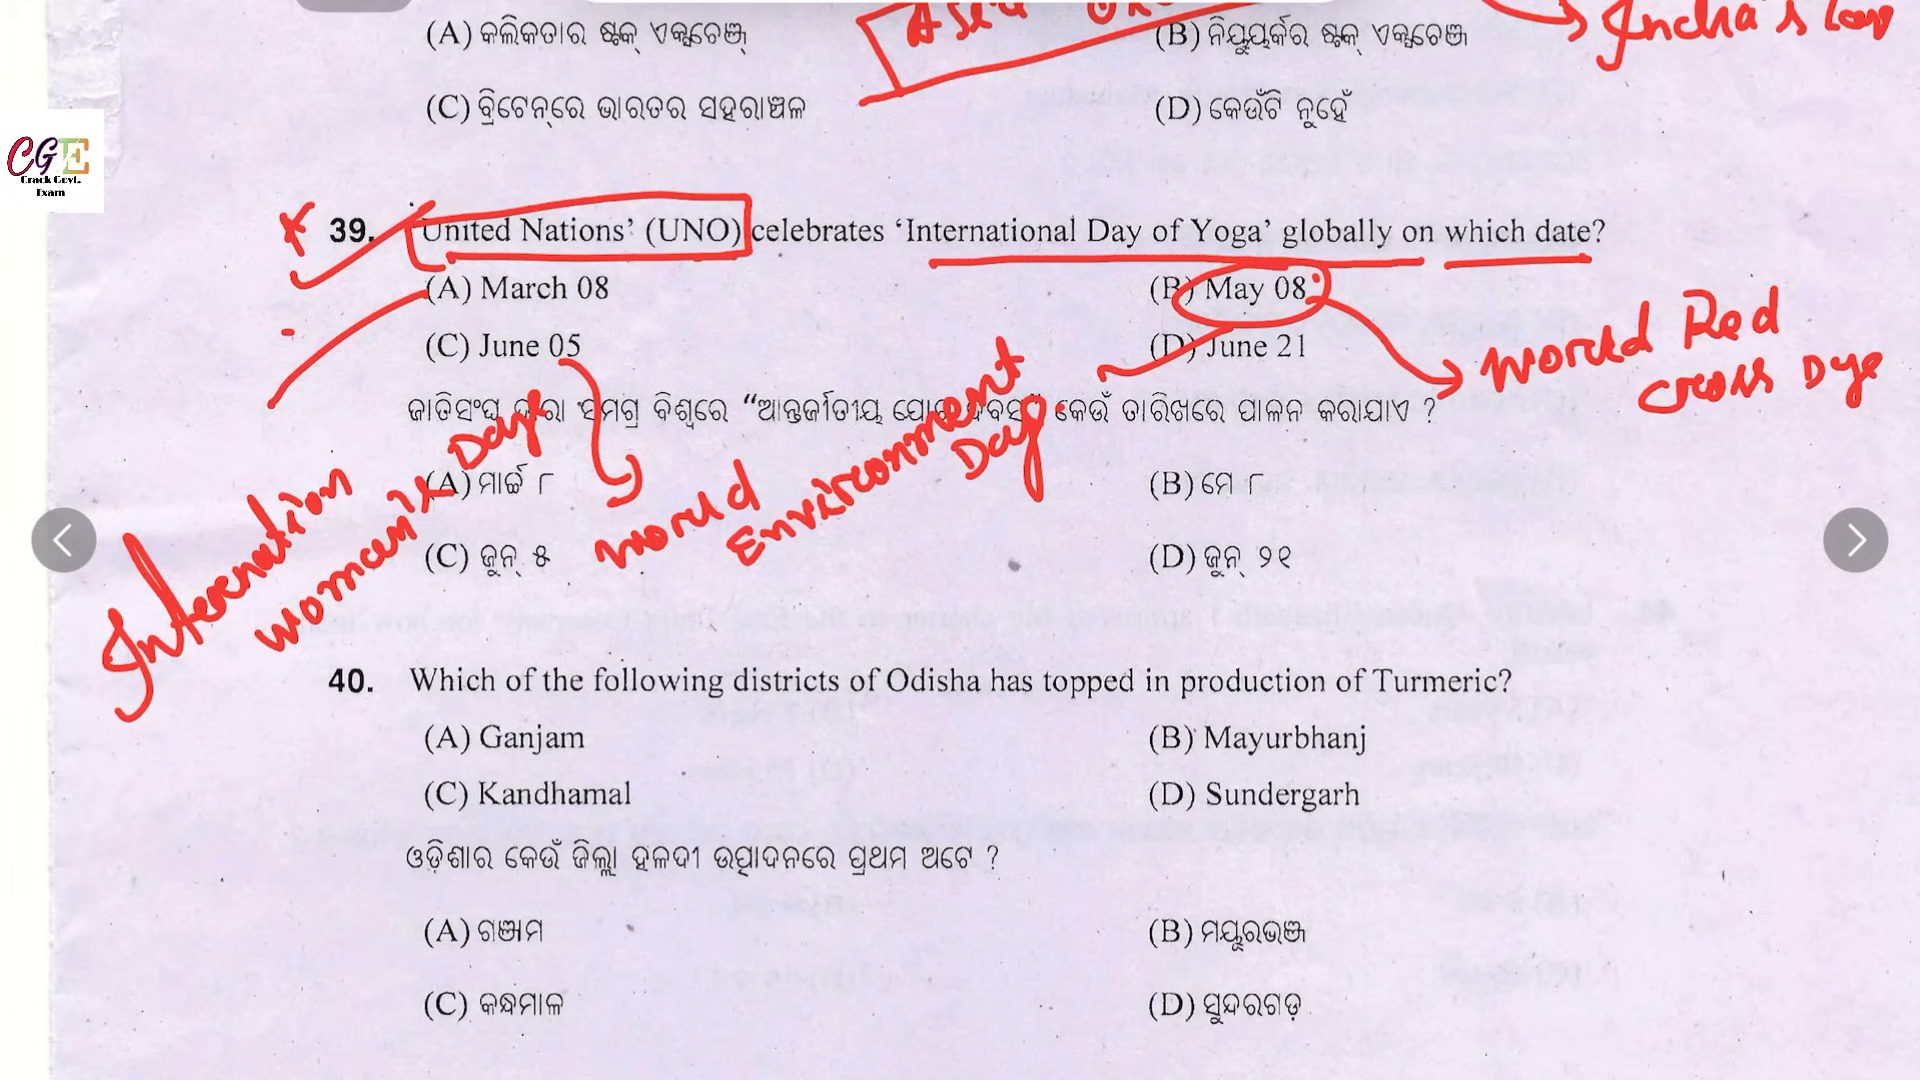 (A) କଲିକତାର ଷ୍ଟକ୍ ଏକ୍ସଚେଞ୍ଜ୍
(B) ନିୟୁୟର୍କର ଷ୍ଟକ୍ ଏକ୍ସଚେଞ୍ଜ
India's
(C) ବ୍ରିଟେନ୍‌ରେ ଭାରତର ସହରାଞ୍ଚଳ
(D) କେଉଁଟି ନୁହେଁ
CGE
Crack Govt.
Exam
39. United Nations' (UNO) celebrates 'International Day of Yoga' globally on which date?
(A) March 08
(B) May 08
(C) June 05
(D) June 21
World Red
Cross Daye
ଜାତିସଂଘ ଦ୍ୱାରା ସମଗ୍ର ବିଶ୍ୱରେ "ଆନ୍ତର୍ଜାତୀୟ ଯୋଗ ଦିବସ" କେଉଁ ତାରିଖରେ ପାଳନ କରାଯାଏ ?
(A) ମାର୍ଚ୍ଚ ୮
(B) ମେ ୮
(C) ଜୁନ୍ ୫
(D) ଜୁନ୍ ୨୧
Internation
Women's Daye
World
Environment
Day.
40. Which of the following districts of Odisha has topped in production of Turmeric?
(A) Ganjam
(B) Mayurbhanj
(C) Kandhamal
(D) Sundergarh
ଓଡ଼ିଶାର କେଉଁ ଜିଲ୍ଲା ହଳଦୀ ଉତ୍ପାଦନରେ ପ୍ରଥମ ଅଟେ ?
(A) ଗଞ୍ଜାମ
(B) ମୟୂରଭଞ୍ଜ
(C) କନ୍ଧମାଳ
(D) ସୁନ୍ଦରଗଡ଼